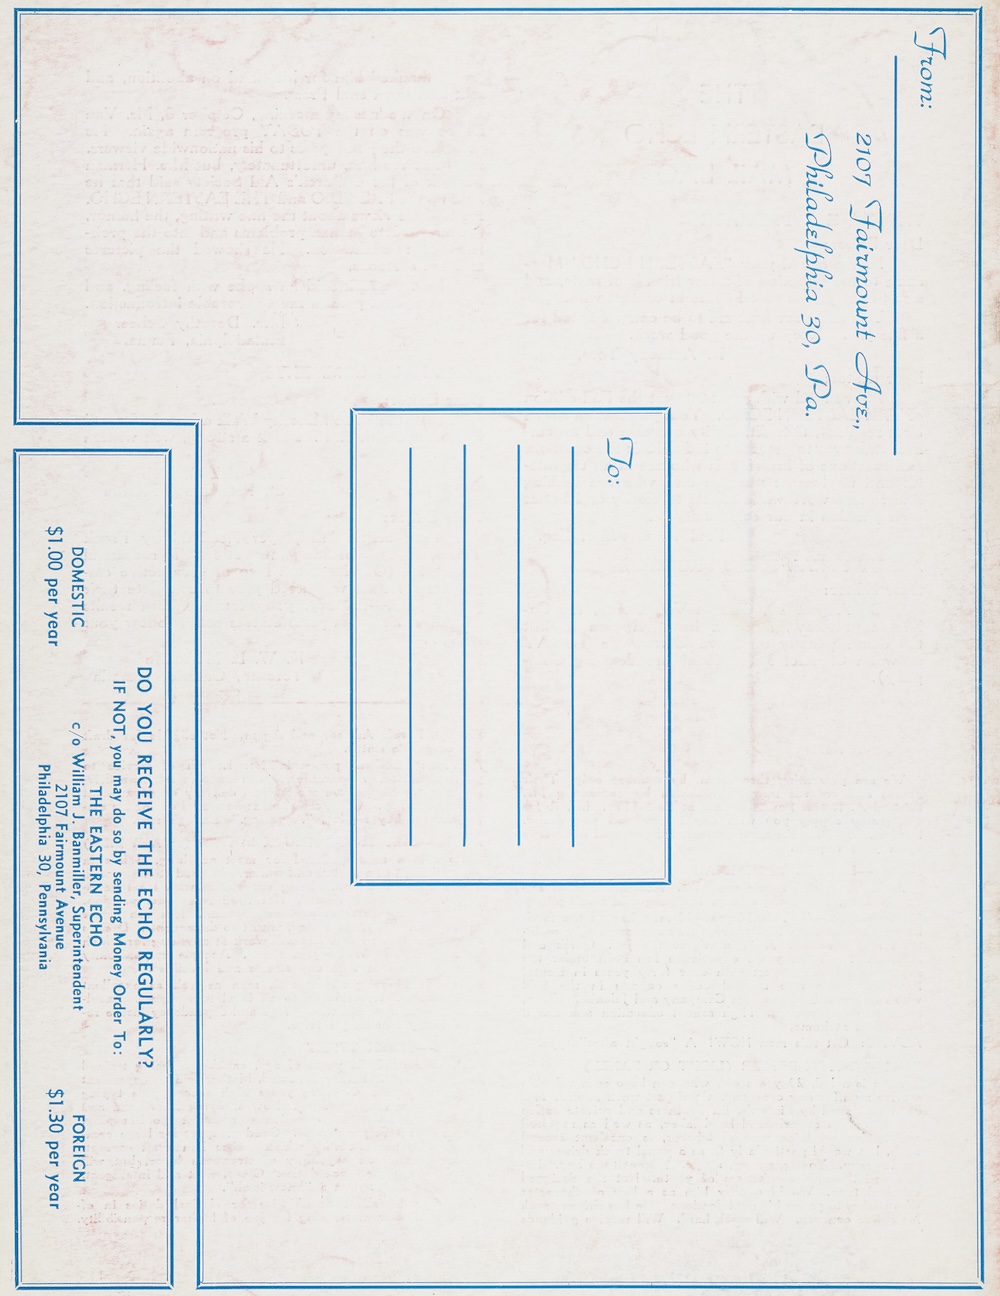 From:
2107 Fairmount Ave.,
Philadelphia 30, Pa.
To:
DO YOU RECEIVE THE ECHO REGULARLY?
IF NOT, you may do so by sending Money Order To:
DOMESTIC
$1.00 per year
THE EASTERN ECHO
c/o William J. Banmiller, Superintendent
2107 Fairmount Avenue
Philadelphia 30, Pennsylvania
FOREIGN
$1.30 per year